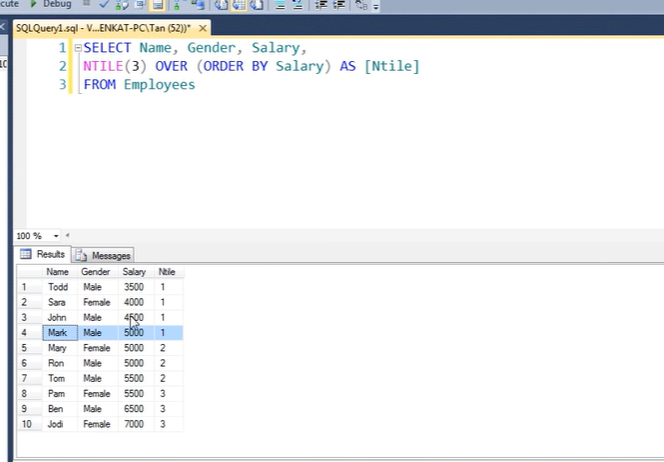 Debug
SQLQuery1.sql - V...ENKAT-PC\Tan (52))* ×
1 SELECT Name, Gender, Salary,
2 NTILE(3) OVER (ORDER BY Salary) AS [Ntile]
3 FROM Employees
100 %
Results Messages
Name Gender Salary Ntile
1 Todd Male 3500 1
2 Sara Female 4000 1
3 John Male 4500 1
4 Mark Male 5000 1
5 Mary Female 5000 2
6 Ron Male 5000 2
7 Tom Male 5500 2
8 Pam Female 5500 3
9 Ben Male 6500 3
10 Jodi Female 7000 3